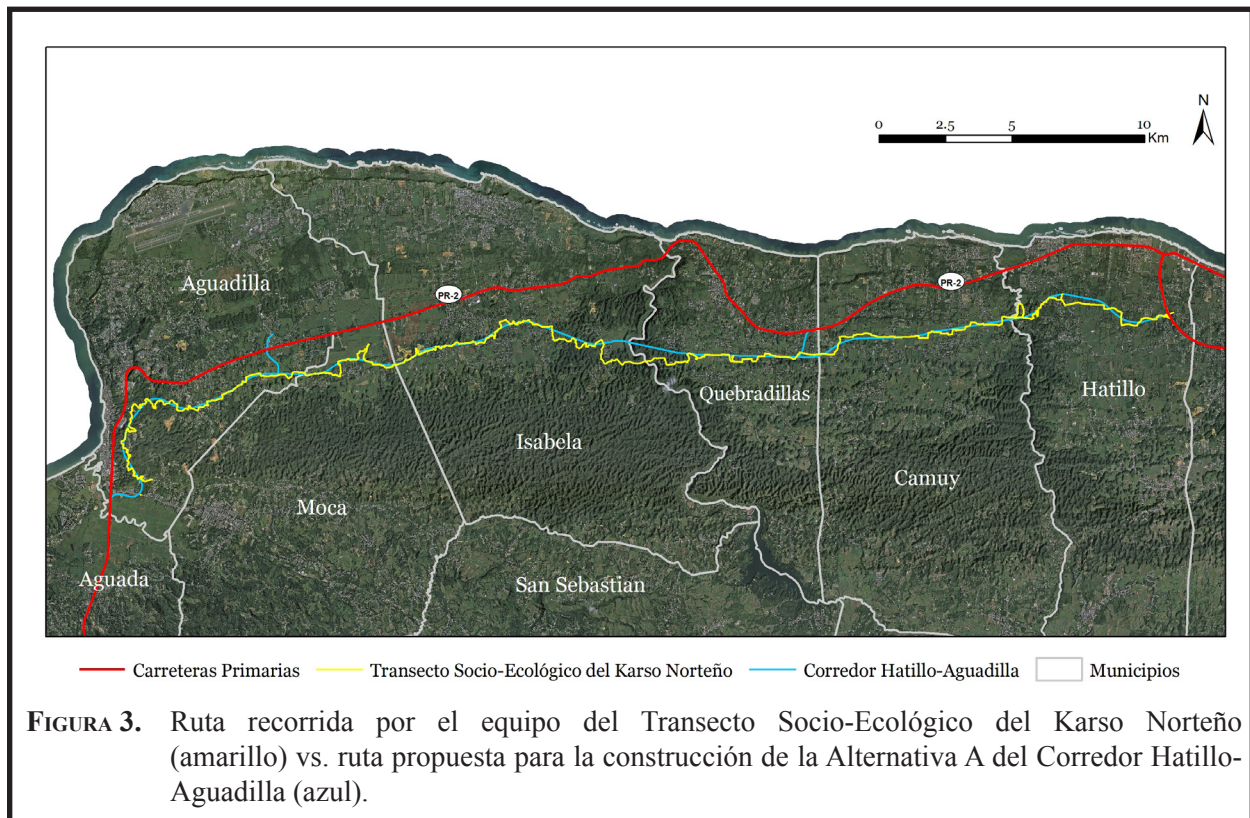 N
0 2.5 5 10
Km
PR-2
PR-2
Aguadilla
Quebradillas
Hatillo
Isabela
Camuy
Moca
Aguada
San Sebastian
Carreteras Primarias Transecto Socio-Ecológico del Karso Norteño Corredor Hatillo-Aguadilla Municipios
FIGURA 3. Ruta recorrida por el equipo del Transecto Socio-Ecológico del Karso Norteño
(amarillo) vs. ruta propuesta para la construcción de la Alternativa A del Corredor Hatillo-
Aguadilla (azul).